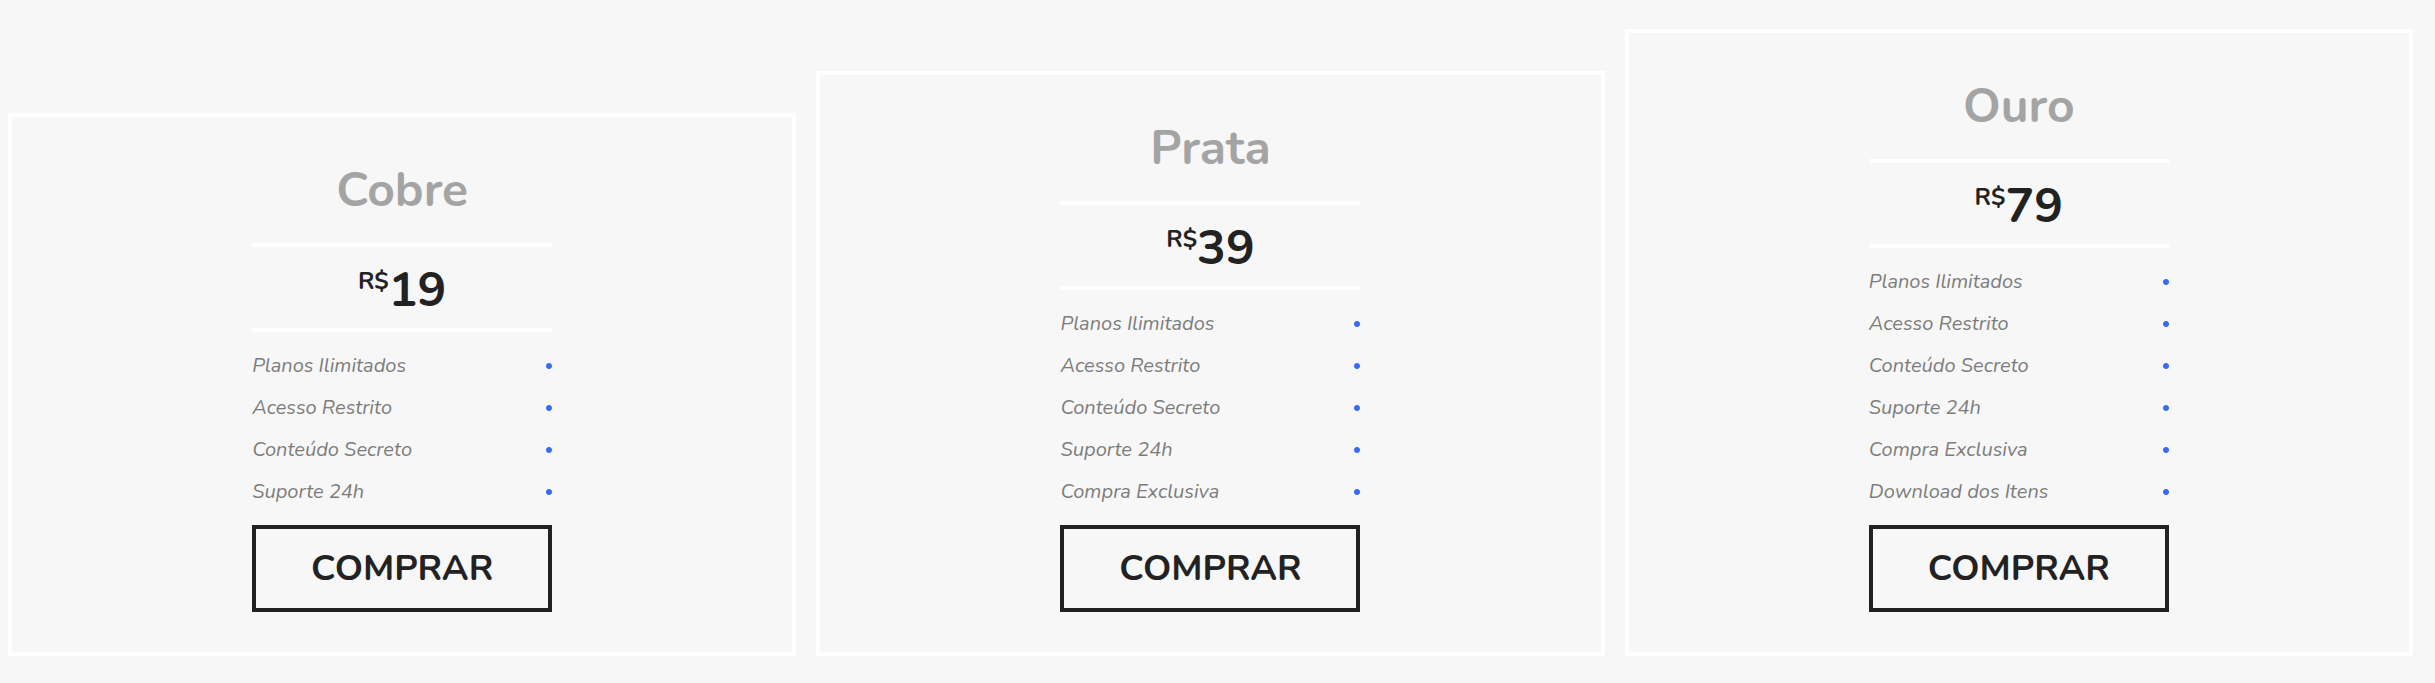 Cobre
R$19
Planos Ilimitados
Acesso Restrito
Conteúdo Secreto
Suporte 24h
COMPRAR
Prata
R$39
Planos Ilimitados
Acesso Restrito
Conteúdo Secreto
Suporte 24h
Compra Exclusiva
COMPRAR
Ouro
R$79
Planos Ilimitados
Acesso Restrito
Conteúdo Secreto
Suporte 24h
Compra Exclusiva
Download dos Itens
COMPRAR